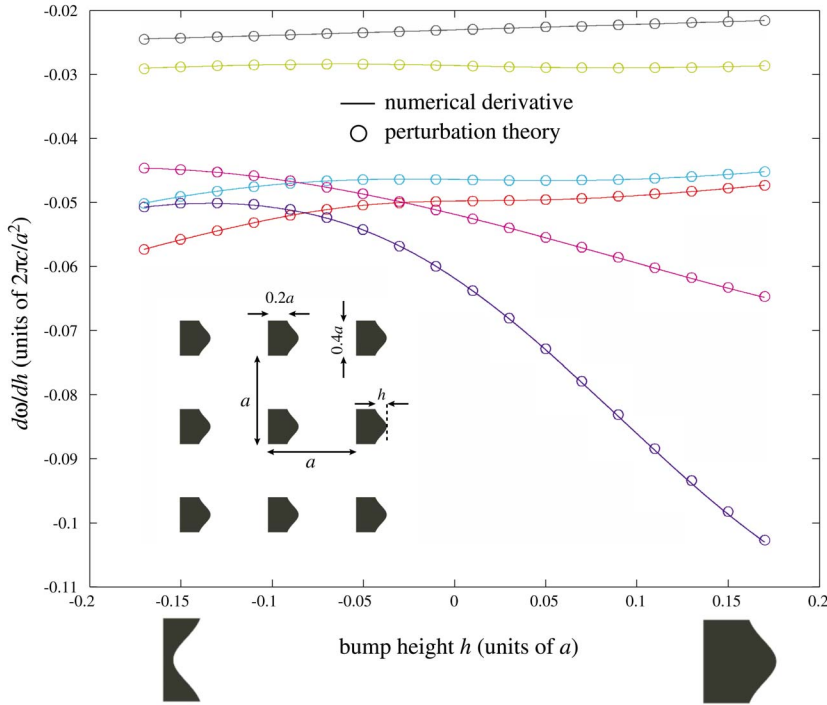 -0.02
-0.03
-0.04
-0.05
-0.06
-0.07
-0.08
-0.09
-0.1
-0.11
dω/dh (units of 2πc/a²)
numerical derivative
perturbation theory
0.2a
0.4a
h
a
a
-0.2
-0.15
-0.1
-0.05
0
0.05
0.1
0.15
0.2
bump height h (units of a)